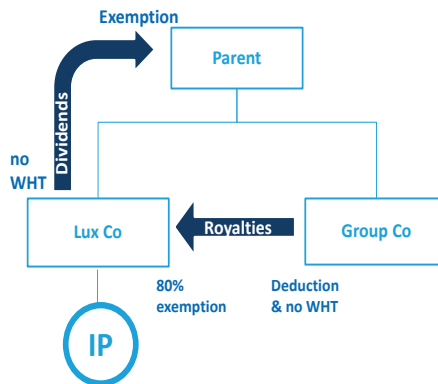 Exemption
Parent
Dividends
no
WHT
Lux Co
Royalties
Group Co
80%
exemption
Deduction
& no WHT
IP